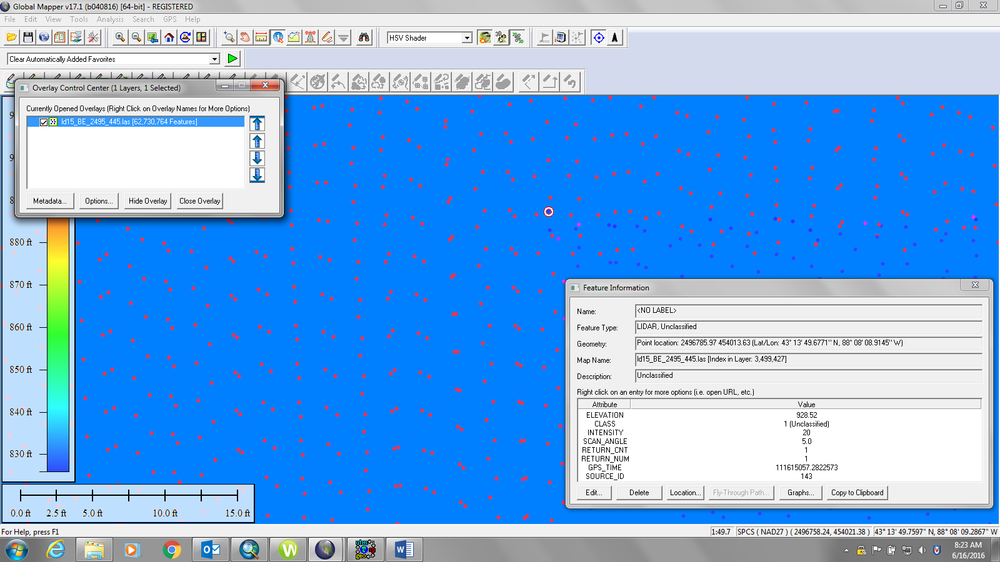 Global Mapper v17.1 (b040816) [64-bit] - REGISTERED
File Edit View Tools Analysis Search GPS Help
HSV Shader
Clear Automatically Added Favorites
Overlay Control Center (1 Layers, 1 Selected)
Currently Opened Overlays (Right Click on Overlay Names for More Options)
ld15_BE_2495_445.las [62,730,764 Features]
Metadata... Options... Hide Overlay Close Overlay
880 ft
870 ft
860 ft
850 ft
840 ft
830 ft
0.0 ft 2.5 ft 5.0 ft 10.0 ft 15.0 ft
Feature Information
Name: <NO LABEL>
Feature Type: LIDAR, Unclassified
Geometry: Point location: 2496785.97 454013.63 (Lat/Lon: 43° 13' 49.6771" N, 88° 08' 08.9145" W)
Map Name: ld15_BE_2495_445.las [Index in Layer: 3,499,427]
Description: Unclassified
Right click on an entry for more options (i.e. open URL, etc.)
Attribute Value
ELEVATION 928.52
CLASS 1 (Unclassified)
INTENSITY 20
SCAN_ANGLE 5.0
RETURN_CNT 1
RETURN_NUM 1
GPS_TIME 111615057.2822573
SOURCE_ID 143
Edit... Delete Location... Fly-Through Path... Graphs... Copy to Clipboard
For Help, press F1
1:49.7 SPCS ( NAD27 ) ( 2496758.24, 454021.38 ) 43° 13' 49.7597" N, 88° 08' 09.2867" W
8:23 AM
6/16/2016